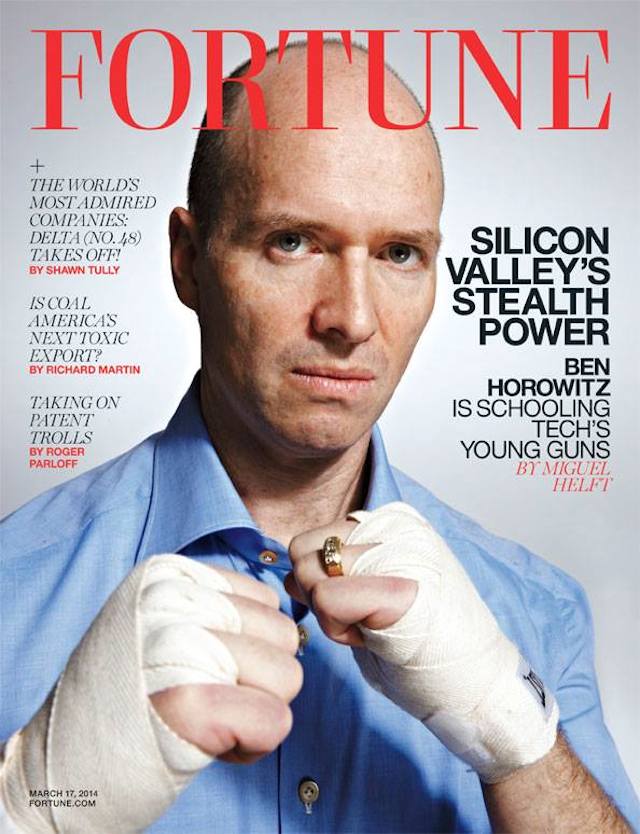 FORTUNE
+
THE WORLD'S
MOST ADMIRED
COMPANIES:
DELTA (NO. 48)
TAKES OFF!
BY SHAWN TULLY
IS COAL
AMERICA'S
NEXT TOXIC
EXPORT?
BY RICHARD MARTIN
TAKING ON
PATENT
TROLLS
BY ROGER
PARLOFF
SILICON
VALLEY'S
STEALTH
POWER
BEN
HOROWITZ
IS SCHOOLING
TECH'S
YOUNG GUNS
BY MIGUEL
HELFT
MARCH 17, 2014
FORTUNE.COM